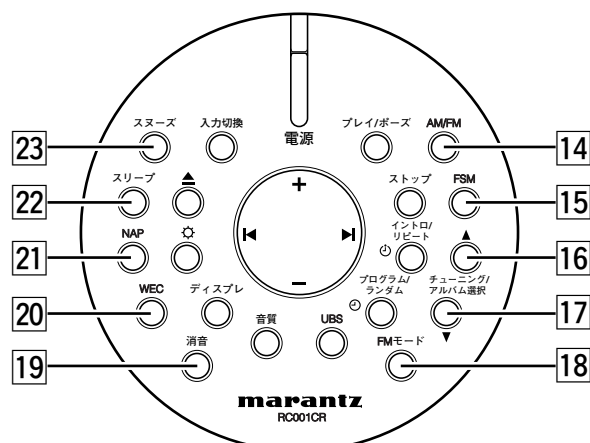 スヌーズ
入力切換
電源
プレイ/ポーズ
AM/FM
23
14
スリープ
ストップ
FSM
22
15
+
NAP
イントロ/
リピート
▲
21
16
WEC
ディスプレ
プログラム/
ランダム
チューニング/
アルバム選択
20
17
−
音質
UBS
▼
消音
FMモード
19
18
marantz
RC001CR